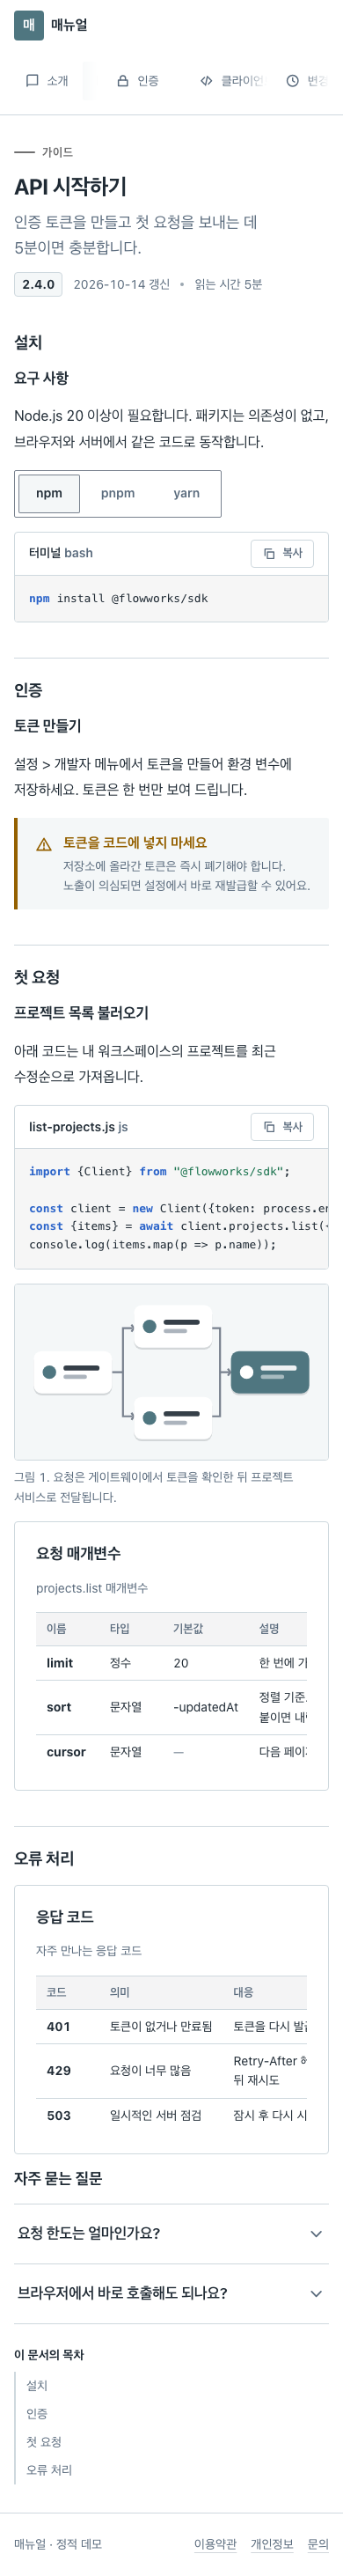 매 매뉴얼
소개 인증 클라이언 변경
가이드
API 시작하기
인증 토큰을 만들고 첫 요청을 보내는 데
5분이면 충분합니다.
2.4.0 2026-10-14 갱신 • 읽는 시간 5분
설치
요구 사항
Node.js 20 이상이 필요합니다. 패키지는 의존성이 없고,
브라우저와 서버에서 같은 코드로 동작합니다.
npm pnpm yarn
터미널 bash 복사
npm install @flowworks/sdk
인증
토큰 만들기
설정 > 개발자 메뉴에서 토큰을 만들어 환경 변수에
저장하세요. 토큰은 한 번만 보여 드립니다.
토큰을 코드에 넣지 마세요
저장소에 올라간 토큰은 즉시 폐기해야 합니다.
노출이 의심되면 설정에서 바로 재발급할 수 있어요.
첫 요청
프로젝트 목록 불러오기
아래 코드는 내 워크스페이스의 프로젝트를 최근
수정순으로 가져옵니다.
list-projects.js js 복사
import {Client} from "@flowworks/sdk";
const client = new Client({token: process.en
const {items} = await client.projects.list({
console.log(items.map(p => p.name));
그림 1. 요청은 게이트웨이에서 토큰을 확인한 뒤 프로젝트
서비스로 전달됩니다.
요청 매개변수
projects.list 매개변수
이름 타입 기본값 설명
limit 정수 20 한 번에 가
sort 문자열 -updatedAt 정렬 기준.
붙이면 내
cursor 문자열 — 다음 페이지
오류 처리
응답 코드
자주 만나는 응답 코드
코드 의미 대응
401 토큰이 없거나 만료됨 토큰을 다시 발급
429 요청이 너무 많음 Retry-After 헤
뒤 재시도
503 일시적인 서버 점검 잠시 후 다시 시
자주 묻는 질문
요청 한도는 얼마인가요?
브라우저에서 바로 호출해도 되나요?
이 문서의 목차
설치
인증
첫 요청
오류 처리
매뉴얼 · 정적 데모 이용약관 개인정보 문의